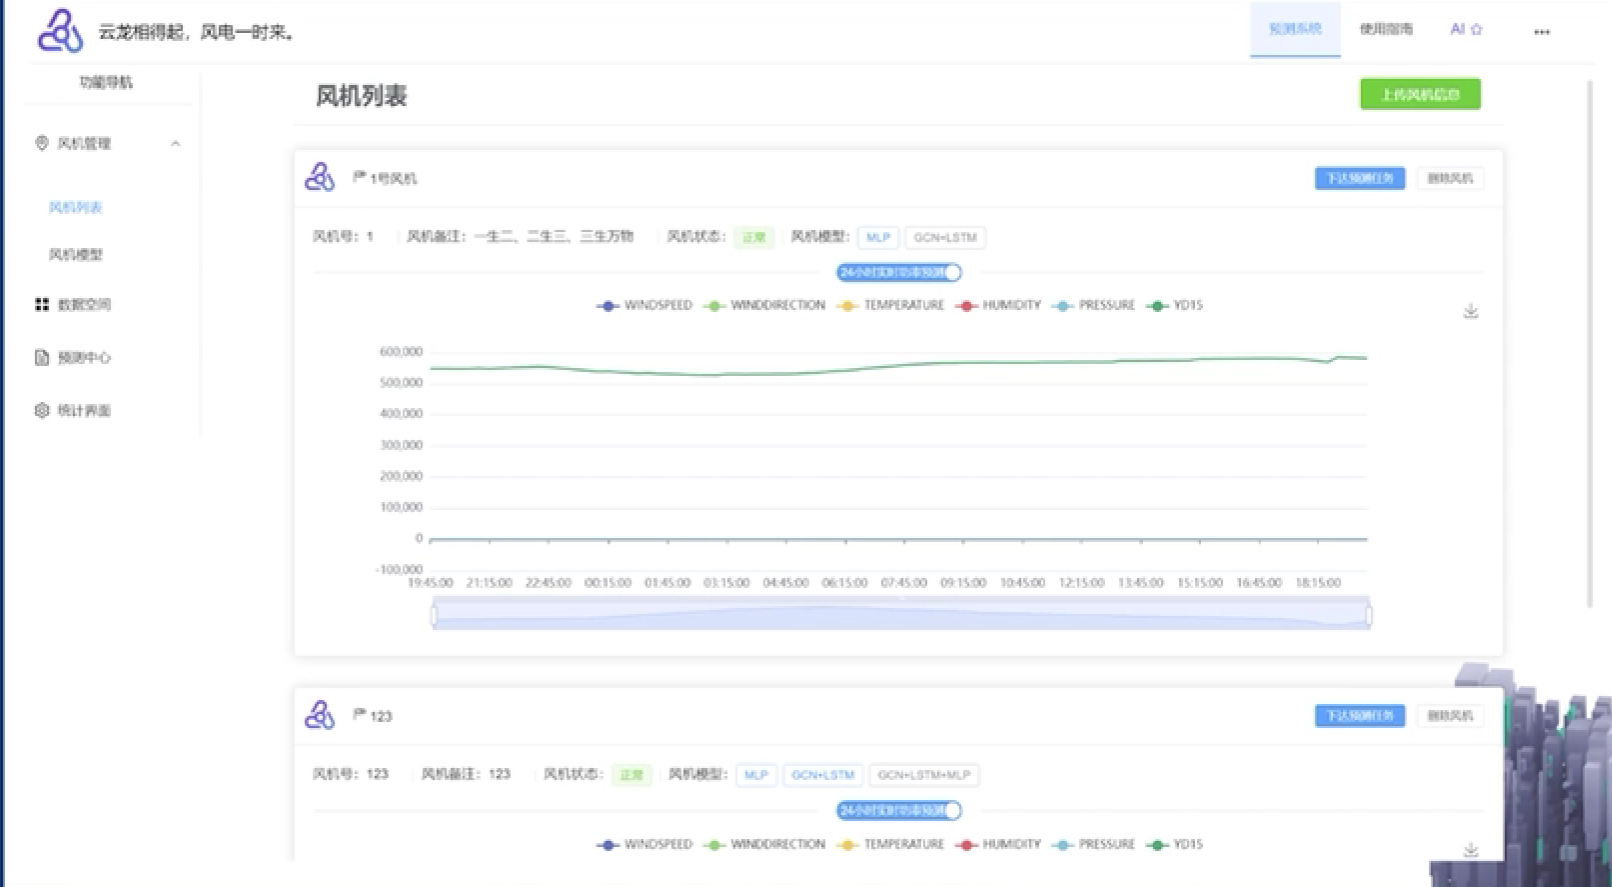 云龙相得起，风电一时来。
预测系统 使用指南 AI ...
功能导航
风机管理
风机列表
风机模型
数据空间
预测中心
统计界面
风机列表
上传风机信息
1号风机
下达预测任务 删除风机
风机号：1 风机备注：一生二、二生三、三生万物 风机状态：正常 风机模型：MLP GCN+LSTM
24小时实时功率预测
WINDSPEED WINDDIRECTION TEMPERATURE HUMIDITY PRESSURE YD15
600,000
500,000
400,000
300,000
200,000
100,000
0
-100,000
19:45:00 21:15:00 22:45:00 00:15:00 01:45:00 03:15:00 04:45:00 06:15:00 07:45:00 09:15:00 10:45:00 12:15:00 13:45:00 15:15:00 16:45:00 18:15:00
123
下达预测任务 删除风机
风机号：123 风机备注：123 风机状态：正常 风机模型：MLP GCN+LSTM GCN+LSTM+MLP
24小时实时功率预测
WINDSPEED WINDDIRECTION TEMPERATURE HUMIDITY PRESSURE YD15